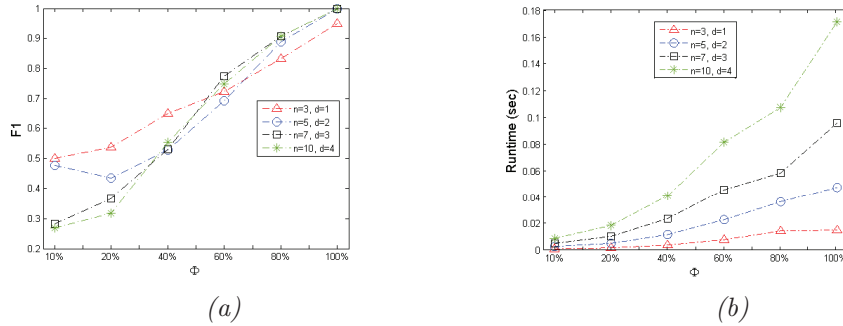 1
0.9
0.8
0.7
0.6
0.5
0.4
0.3
0.2
F1
10% 20% 40% 60% 80% 100%
Φ
n=3, d=1
n=5, d=2
n=7, d=3
n=10, d=4
(a)
0.18
0.16
0.14
0.12
0.1
0.08
0.06
0.04
0.02
0
Runtime (sec)
10% 20% 40% 60% 80% 100%
Φ
n=3, d=1
n=5, d=2
n=7, d=3
n=10, d=4
(b)